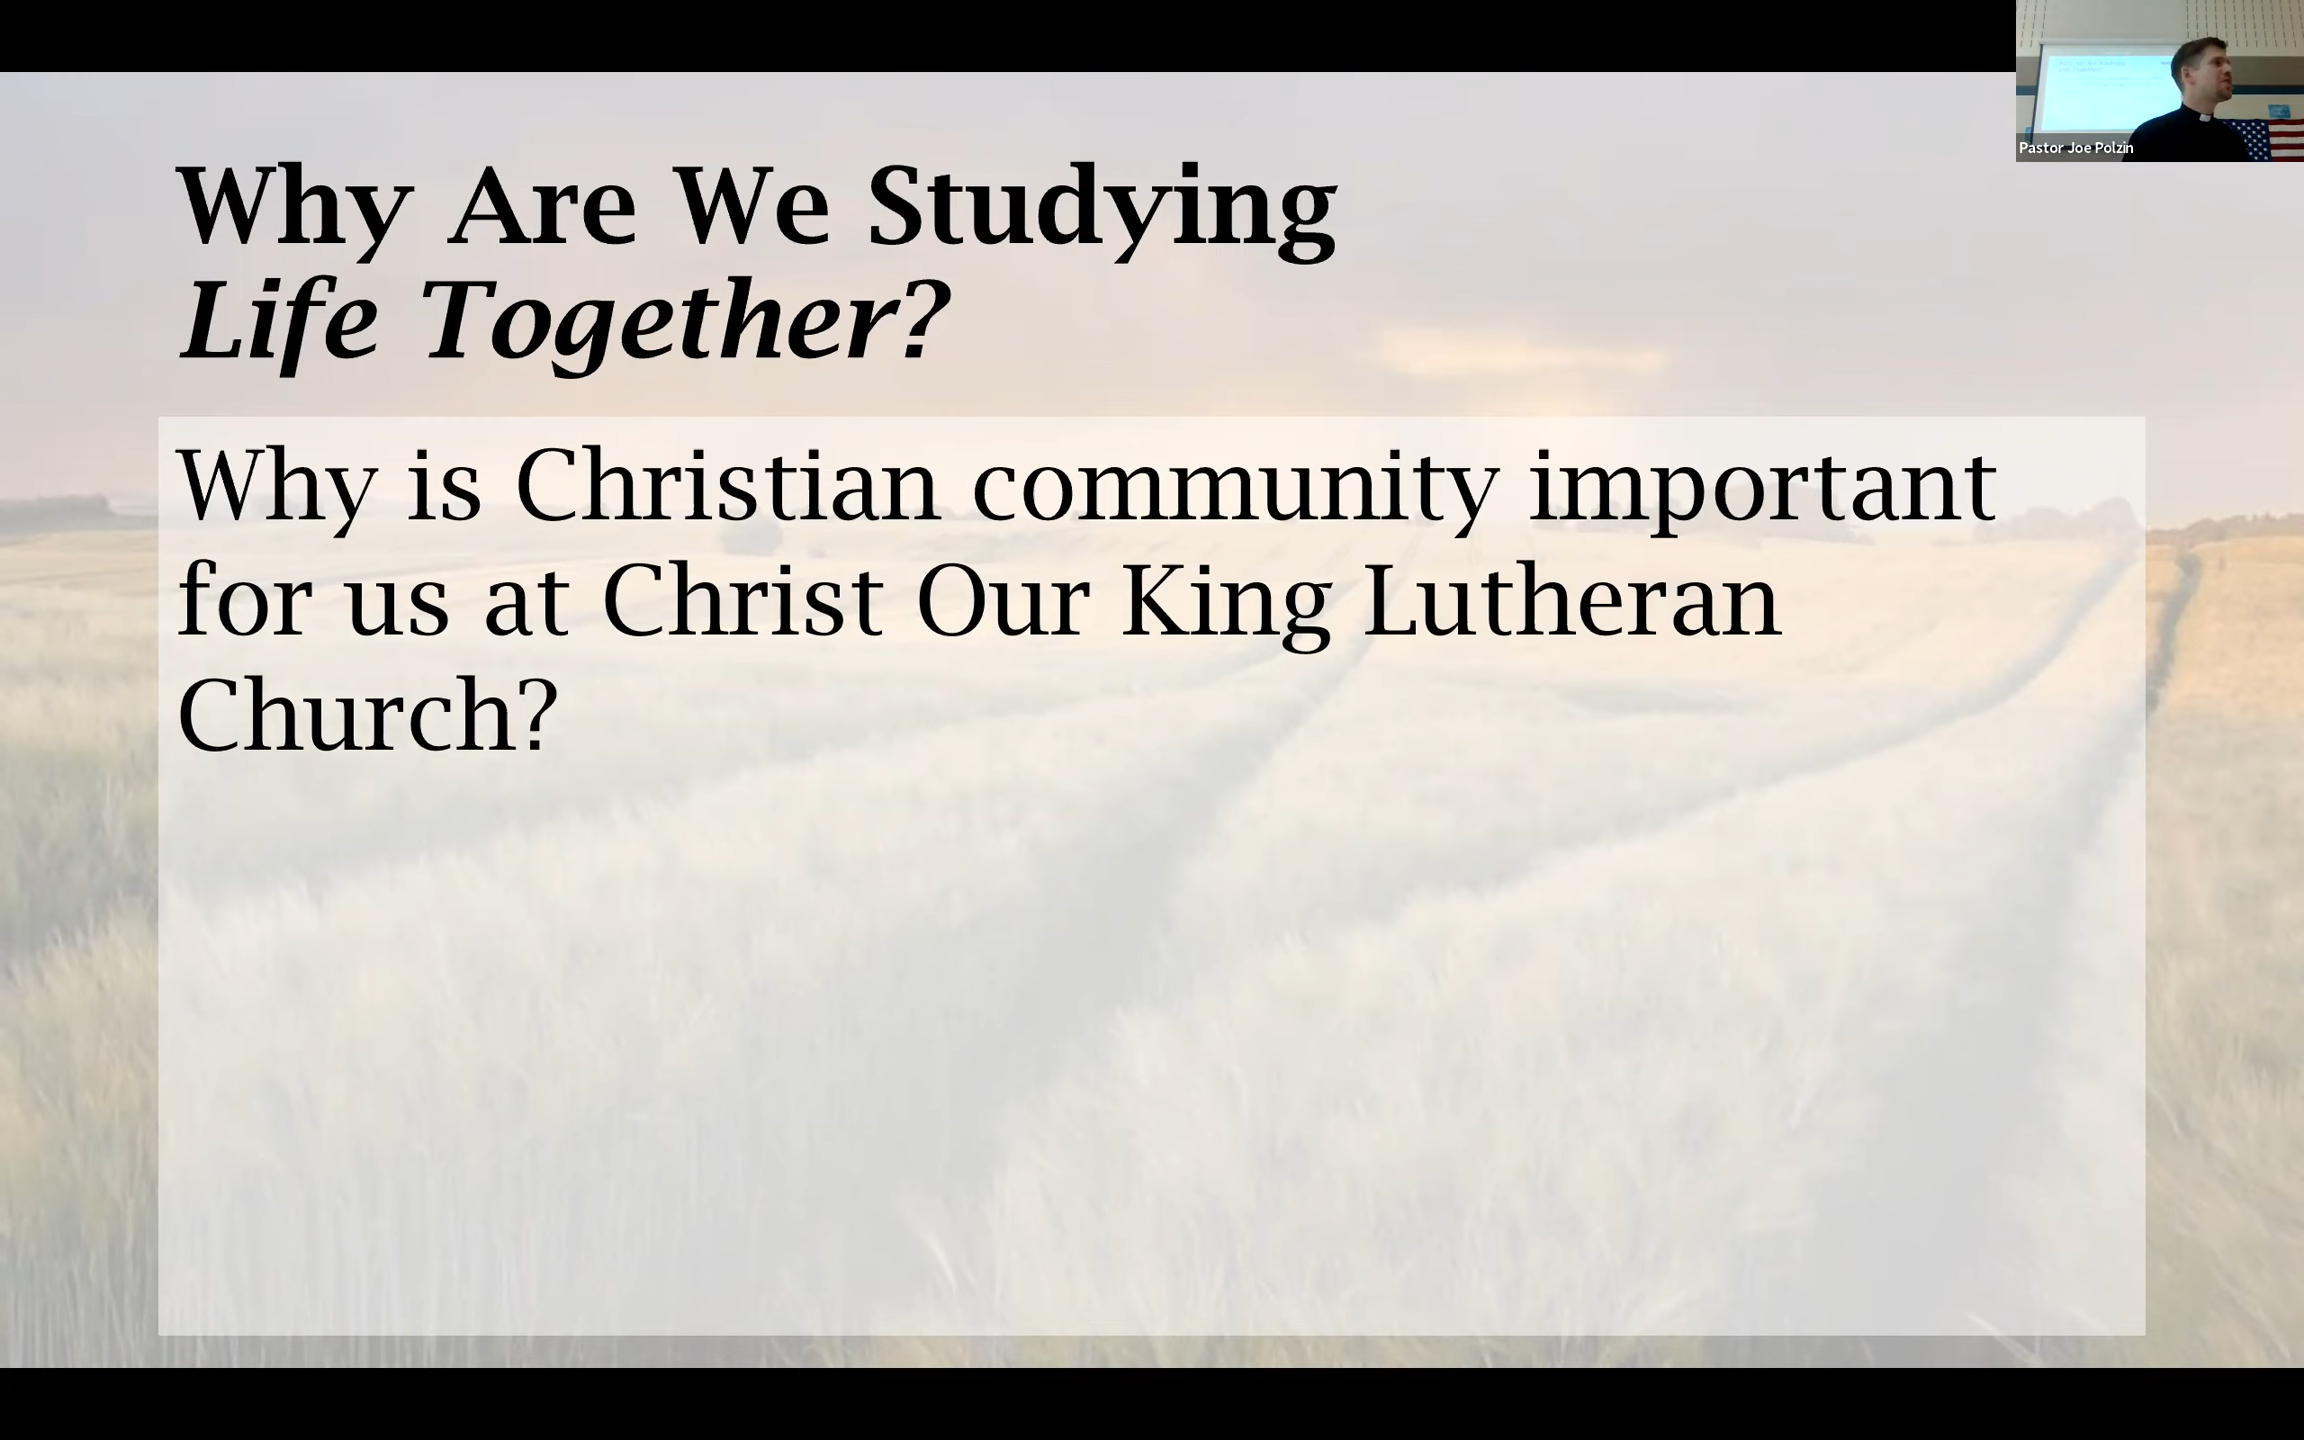 Why Are We Studying
Life Together?
Why is Christian community important
for us at Christ Our King Lutheran
Church?
Pastor Joe Polzin